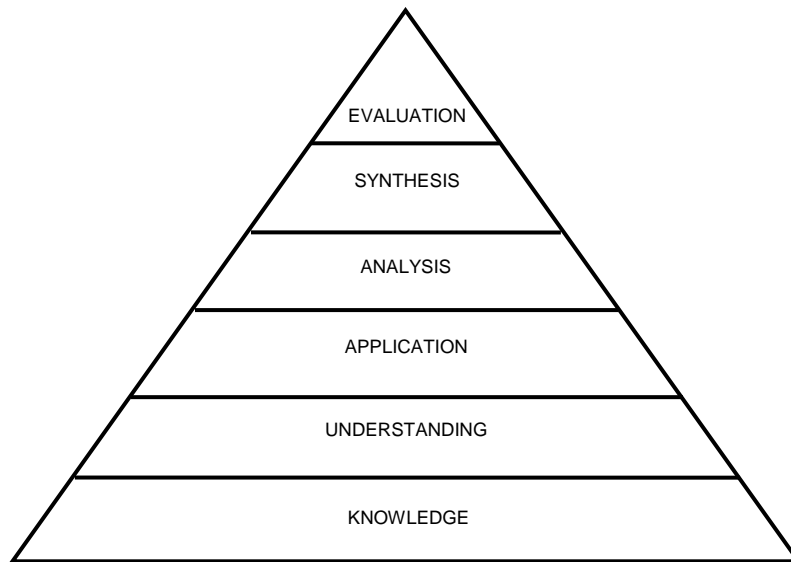 EVALUATION
SYNTHESIS
ANALYSIS
APPLICATION
UNDERSTANDING
KNOWLEDGE